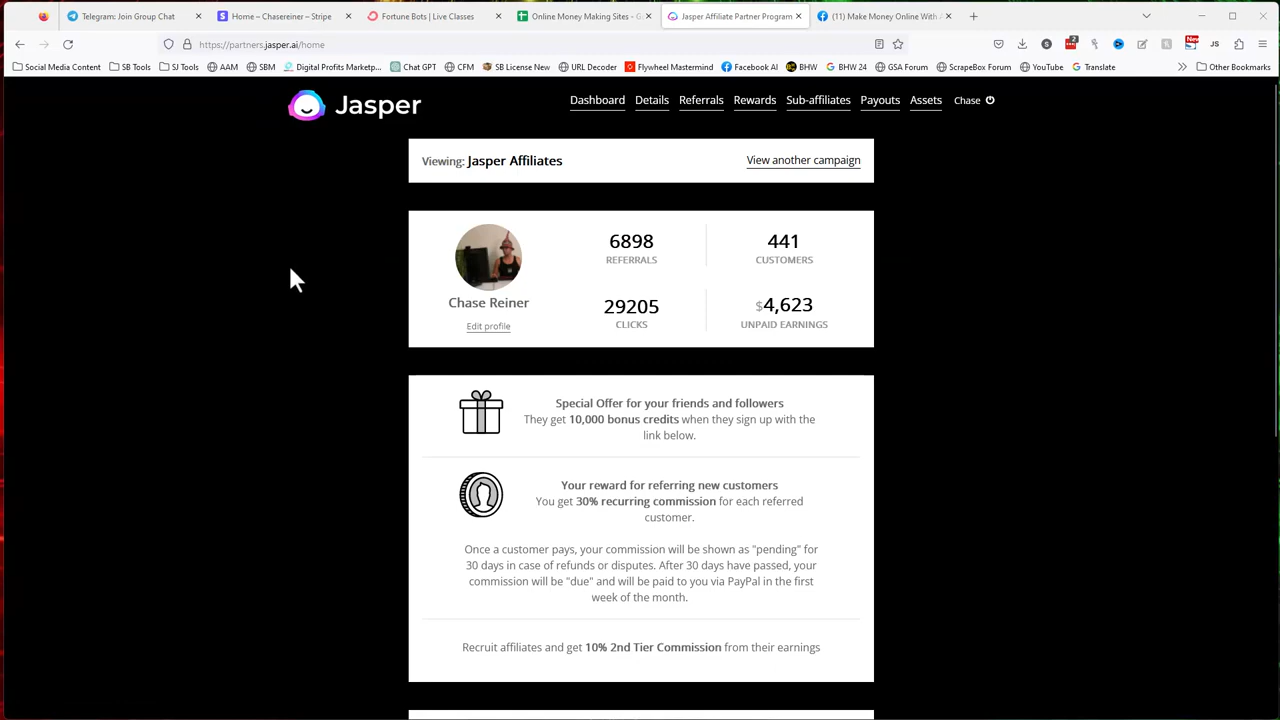 Telegram: Join Group Chat
Home – Chasereiner – Stripe
Fortune Bots | Live Classes
Online Money Making Sites - G
Jasper Affiliate Partner Program
(11) Make Money Online With A
https://partners.jasper.ai/home
2
New
JS
Social Media Content
SB Tools
SJ Tools
AAM
SBM
Digital Profits Marketp...
Chat GPT
CFM
SB License New
URL Decoder
Flywheel Mastermind
Facebook AI
BHW
BHW 24
GSA Forum
ScrapeBox Forum
YouTube
Translate
Other Bookmarks
Jasper
Dashboard
Details
Referrals
Rewards
Sub-affiliates
Payouts
Assets
Chase
Viewing: Jasper Affiliates
View another campaign
Chase Reiner
Edit profile
6898
REFERRALS
441
CUSTOMERS
29205
CLICKS
$4,623
UNPAID EARNINGS
Special Offer for your friends and followers
They get 10,000 bonus credits when they sign up with the
link below.
Your reward for referring new customers
You get 30% recurring commission for each referred
customer.
Once a customer pays, your commission will be shown as "pending" for
30 days in case of refunds or disputes. After 30 days have passed, your
commission will be "due" and will be paid to you via PayPal in the first
week of the month.
Recruit affiliates and get 10% 2nd Tier Commission from their earnings